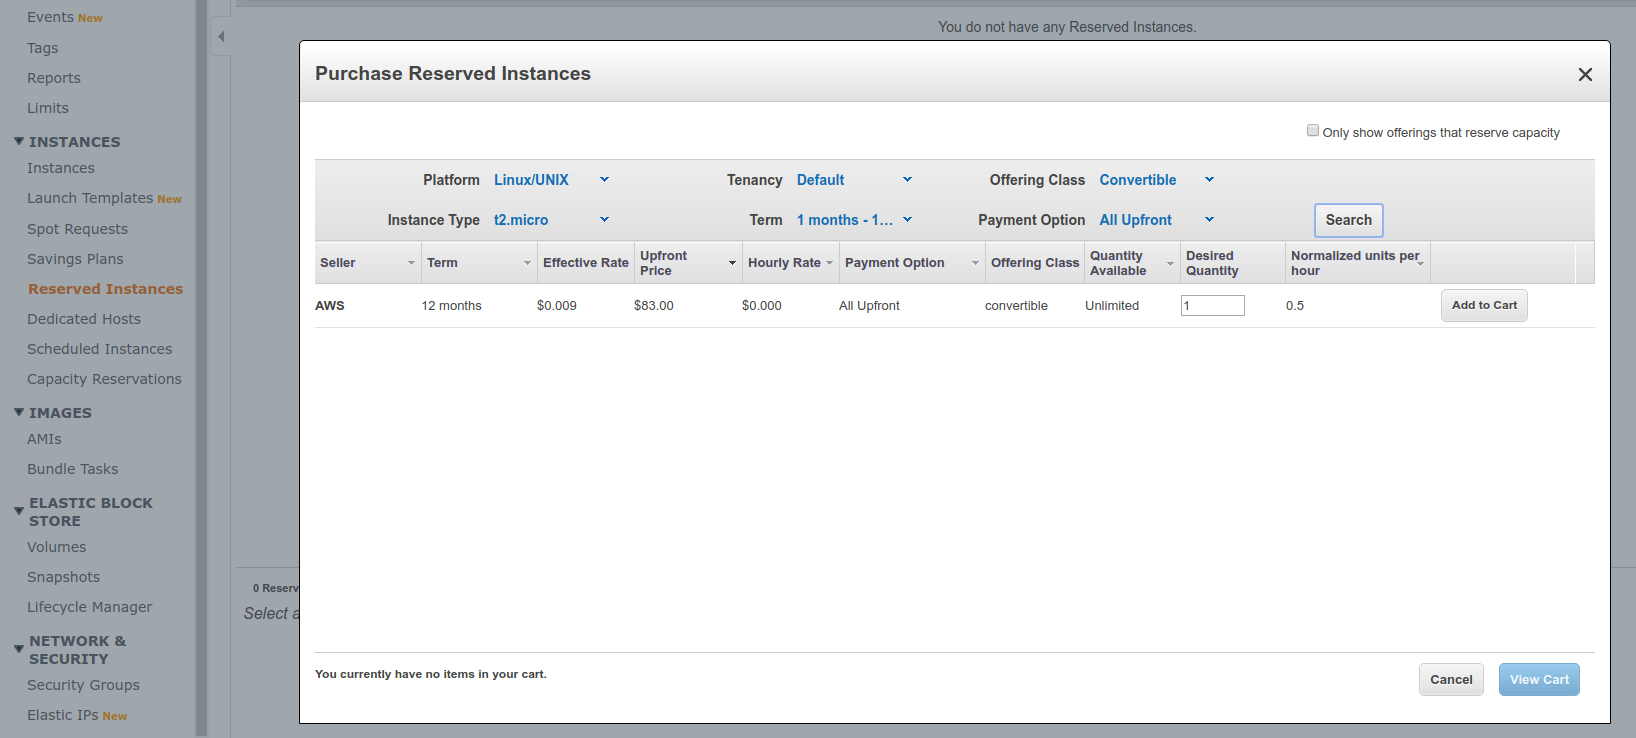 Events New
Tags
Reports
Limits
INSTANCES
Instances
Launch Templates New
Spot Requests
Savings Plans
Reserved Instances
Dedicated Hosts
Scheduled Instances
Capacity Reservations
IMAGES
AMIs
Bundle Tasks
ELASTIC BLOCK
STORE
Volumes
Snapshots
Lifecycle Manager
NETWORK &
SECURITY
Security Groups
Elastic IPs New
You do not have any Reserved Instances.
Purchase Reserved Instances
Only show offerings that reserve capacity
Platform Linux/UNIX Tenancy Default Offering Class Convertible
Instance Type t2.micro Term 1 months - 1... Payment Option All Upfront Search
Seller Term Effective Rate Upfront Price Hourly Rate Payment Option Offering Class Quantity Available Desired Quantity Normalized units per hour
AWS 12 months $0.009 $83.00 $0.000 All Upfront convertible Unlimited 1 0.5 Add to Cart
0 Reserv
Select a
You currently have no items in your cart.
Cancel View Cart